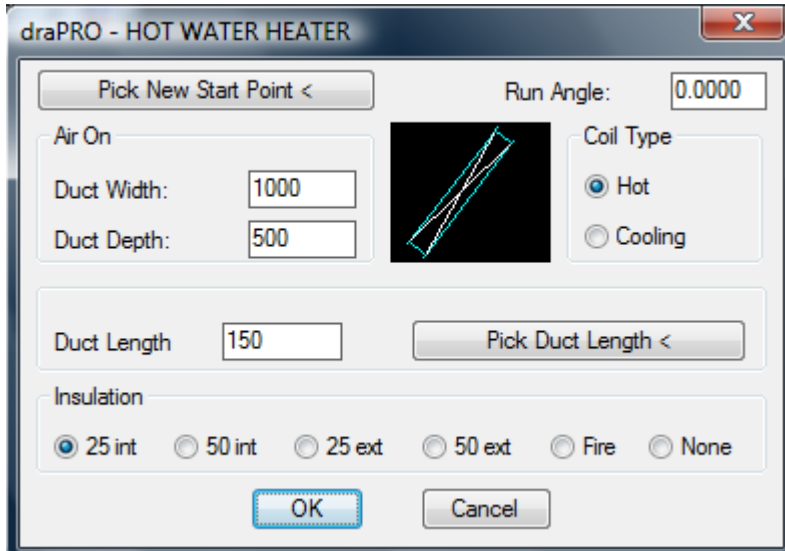 draPRO - HOT WATER HEATER
Pick New Start Point <
Run Angle: 0.0000
Air On
Duct Width: 1000
Duct Depth: 500
Coil Type
Hot
Cooling
Duct Length 150
Pick Duct Length <
Insulation
25 int 50 int 25 ext 50 ext Fire None
OK Cancel